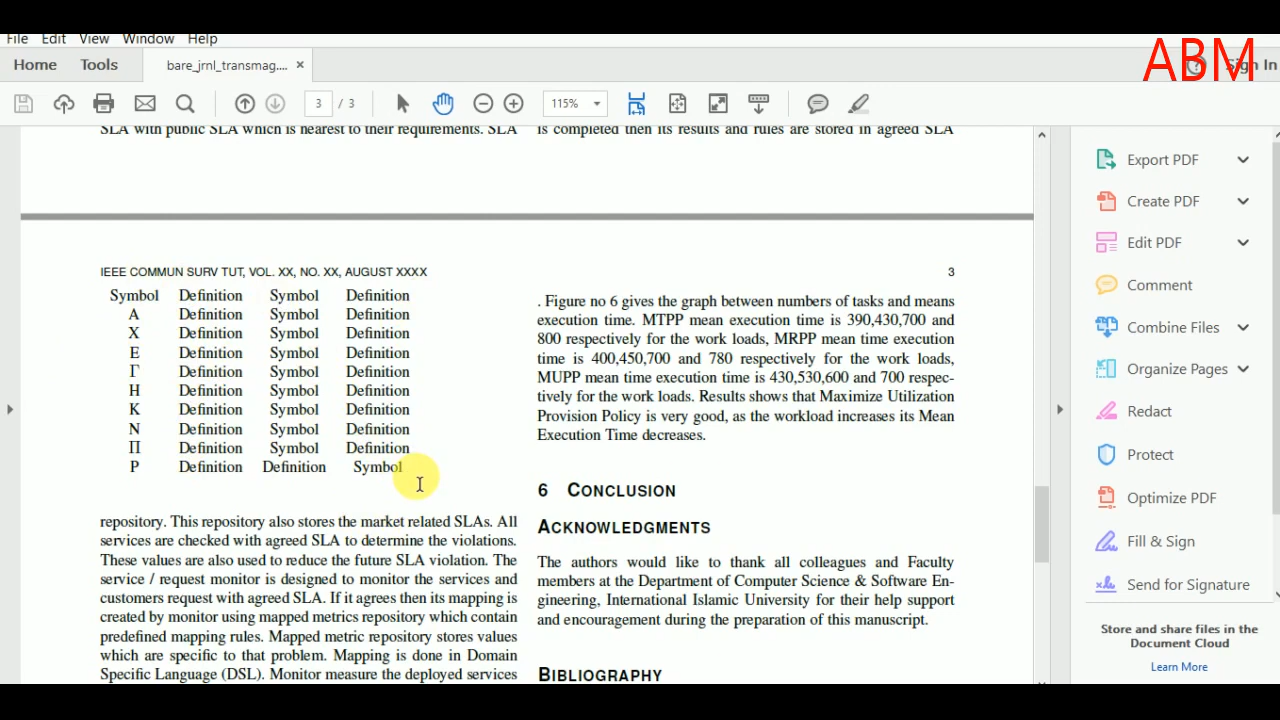 ABM
File Edit View Window Help
Home Tools bare_jrnl_transmag.... × ? Sign In
3 / 3 115%
SLA with public SLA which is nearest to their requirements. SLA
is completed then its results and rules are stored in agreed SLA
IEEE COMMUN SURV TUT, VOL. XX, NO. XX, AUGUST XXXX 3
Symbol Definition Symbol Definition
A Definition Symbol Definition
X Definition Symbol Definition
E Definition Symbol Definition
Γ Definition Symbol Definition
H Definition Symbol Definition
K Definition Symbol Definition
N Definition Symbol Definition
Π Definition Symbol Definition
P Definition Definition Symbol
repository. This repository also stores the market related SLAs. All
services are checked with agreed SLA to determine the violations.
These values are also used to reduce the future SLA violation. The
service / request monitor is designed to monitor the services and
customers request with agreed SLA. If it agrees then its mapping is
created by monitor using mapped metrics repository which contain
predefined mapping rules. Mapped metric repository stores values
which are specific to that problem. Mapping is done in Domain
Specific Language (DSL). Monitor measure the deployed services
. Figure no 6 gives the graph between numbers of tasks and means
execution time. MTPP mean execution time is 390,430,700 and
800 respectively for the work loads, MRPP mean time execution
time is 400,450,700 and 780 respectively for the work loads,
MUPP mean time execution time is 430,530,600 and 700 respec-
tively for the work loads. Results shows that Maximize Utilization
Provision Policy is very good, as the workload increases its Mean
Execution Time decreases.
6 CONCLUSION
ACKNOWLEDGMENTS
The authors would like to thank all colleagues and Faculty
members at the Department of Computer Science & Software En-
gineering, International Islamic University for their help support
and encouragement during the preparation of this manuscript.
BIBLIOGRAPHY
Export PDF
Create PDF
Edit PDF
Comment
Combine Files
Organize Pages
Redact
Protect
Optimize PDF
Fill & Sign
Send for Signature
Store and share files in the
Document Cloud
Learn More